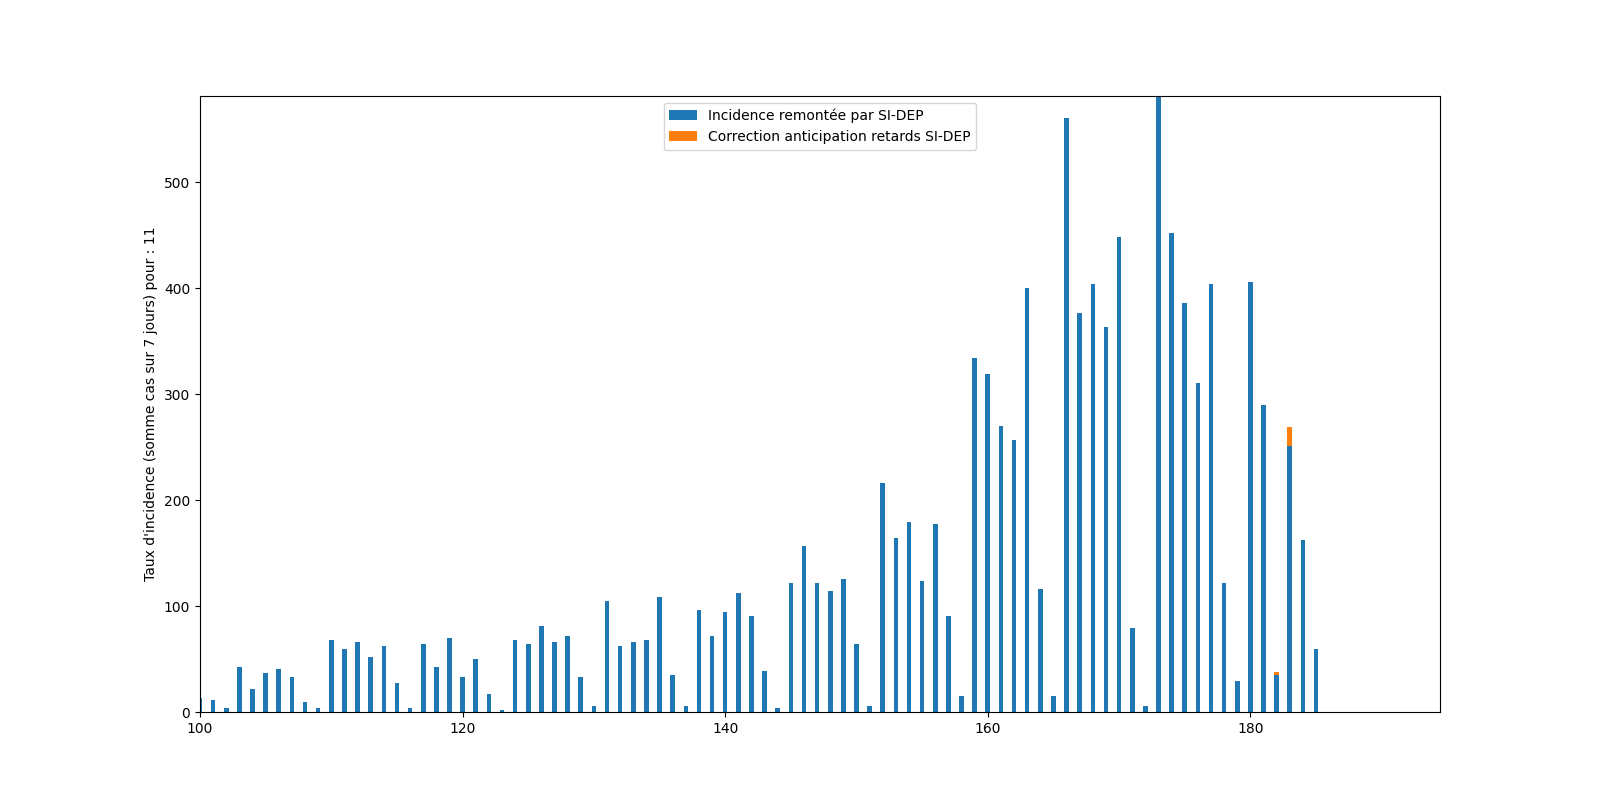 Incidence remontée par SI-DEP
Correction anticipation retards SI-DEP
Taux d'incidence (somme cas sur 7 jours) pour : 11
500
400
300
200
100
0
100 120 140 160 180